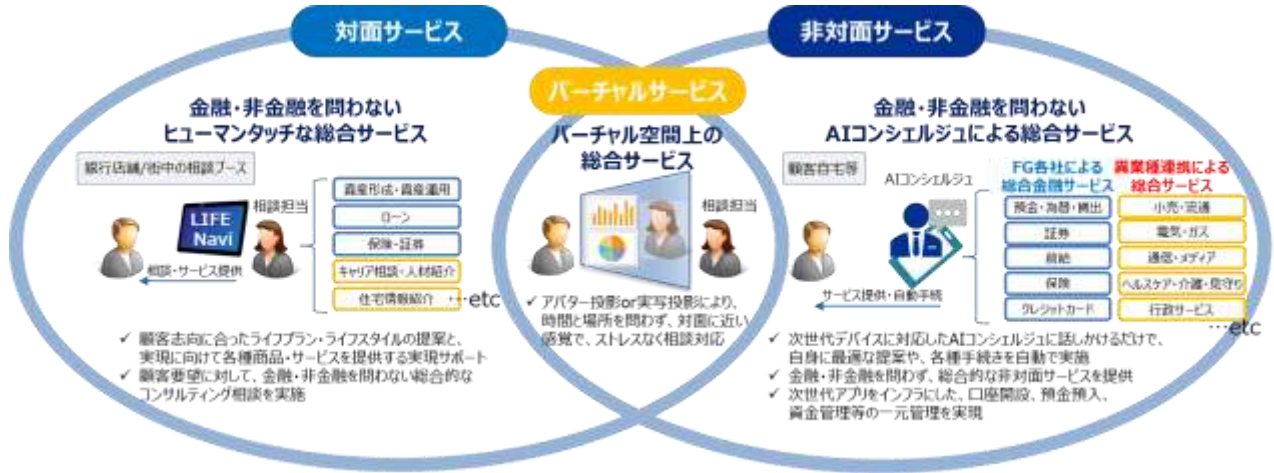 対面サービス
金融・非金融を問わない
ヒューマンタッチな総合サービス
銀行店舗/街中の相談ブース
LIFE
Navi
相談担当
相談・サービス提供
資産形成・資産運用
ローン
保険・証券
キャリア相談・人材紹介
住宅情報紹介
…etc
✓ 顧客志向に合ったライフプラン・ライフスタイルの提案と、
実現に向けて各種商品・サービスを提供する実現サポート
✓ 顧客要望に対して、金融・非金融を問わない総合的な
コンサルティング相談を実施
バーチャルサービス
バーチャル空間上の
総合サービス
相談担当
✓ アバター投影or実写投影により、
時間と場所を問わず、対面に近い
感覚で、ストレスなく相談対応
非対面サービス
金融・非金融を問わない
AIコンシェルジュによる総合サービス
顧客自宅等
AIコンシェルジュ
サービス提供・自動手続
FG各社による
総合金融サービス
預金・為替・貸出
証券
保険
クレジットカード
異業種連携による
総合サービス
小売・流通
電気・ガス
通信・メディア
ヘルスケア・介護・見守り
行政サービス
…etc
✓ 次世代デバイスに対応したAIコンシェルジュに話しかけるだけで、
自身に最適な提案や、各種手続きを自動で実施
✓ 金融・非金融を問わず、総合的な非対面サービスを提供
✓ 次世代アプリをインフラにした、口座開設、預金預入、
資金管理等の一元管理を実現